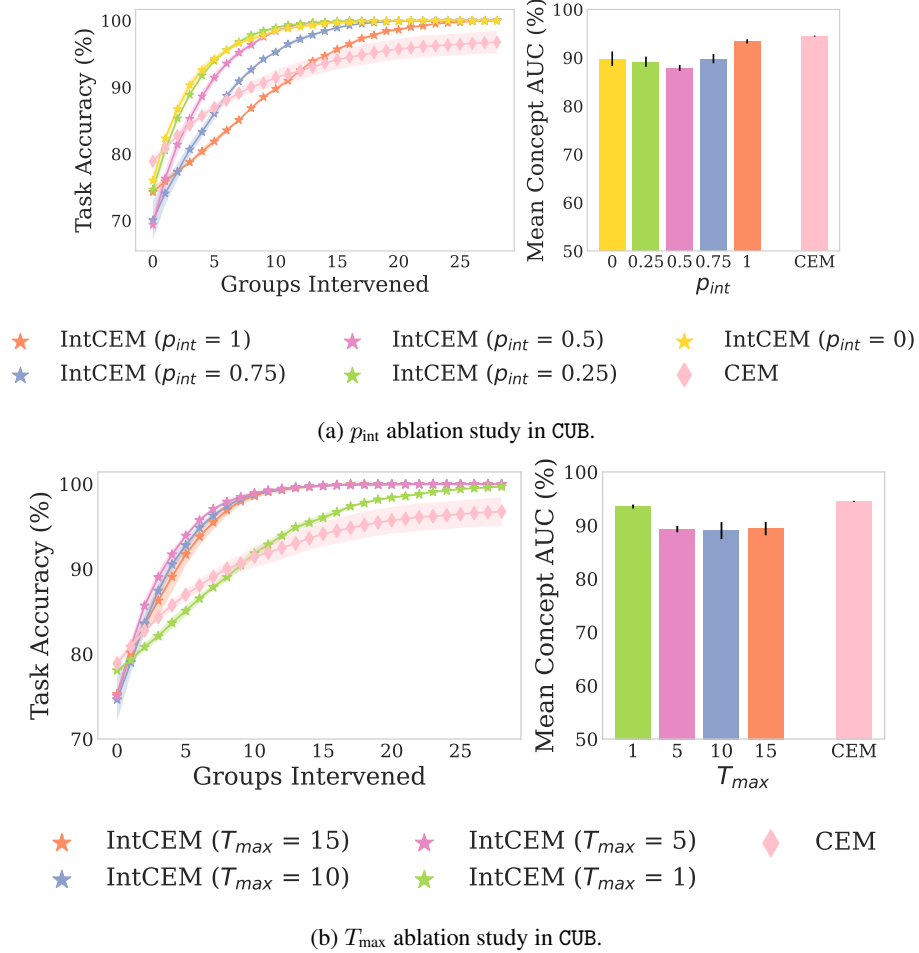 100
90
80
70
Task Accuracy (%)
0 5 10 15 20 25
Groups Intervened
100
90
80
70
60
50
Mean Concept AUC (%)
0 0.25 0.5 0.75 1 CEM
p_int
IntCEM (p_int = 1)
IntCEM (p_int = 0.5)
IntCEM (p_int = 0)
IntCEM (p_int = 0.75)
IntCEM (p_int = 0.25)
CEM
(a) p_int ablation study in CUB.
100
90
80
70
Task Accuracy (%)
0 5 10 15 20 25
Groups Intervened
100
90
80
70
60
50
Mean Concept AUC (%)
1 5 10 15 CEM
T_max
IntCEM (T_max = 15)
IntCEM (T_max = 5)
CEM
IntCEM (T_max = 10)
IntCEM (T_max = 1)
(b) T_max ablation study in CUB.